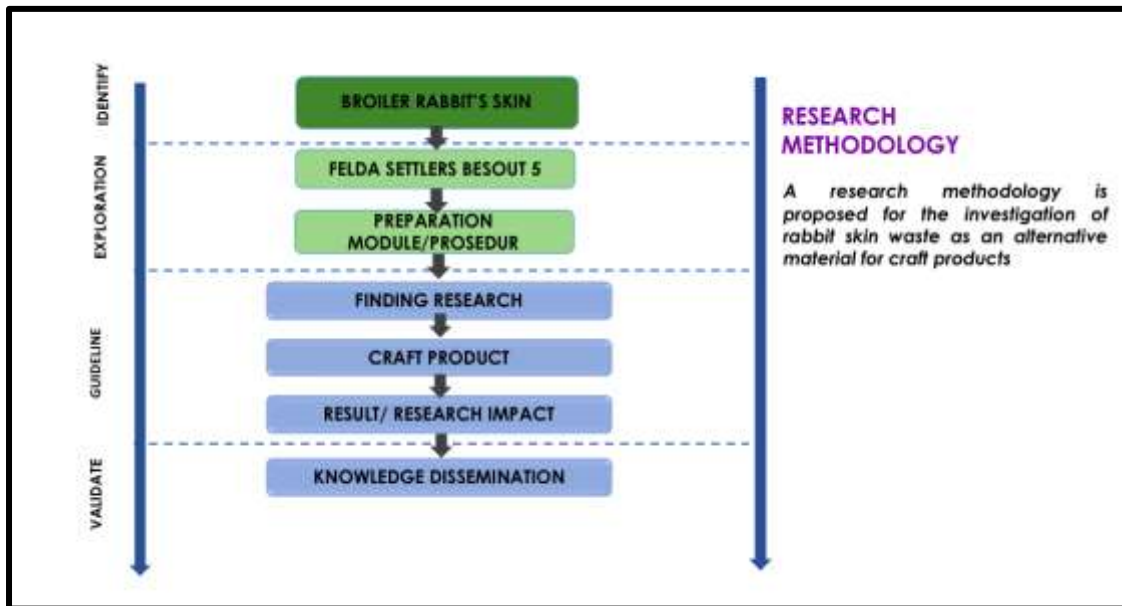 IDENTIFY
BROILER RABBIT'S SKIN
EXPLORATION
FELDA SETTLERS BESOUT 5
PREPARATION
MODULE/PROSEDUR
GUIDELINE
FINDING RESEARCH
CRAFT PRODUCT
RESULT/ RESEARCH IMPACT
VALIDATE
KNOWLEDGE DISSEMINATION
RESEARCH
METHODOLOGY
A research methodology is
proposed for the investigation of
rabbit skin waste as an alternative
material for craft products